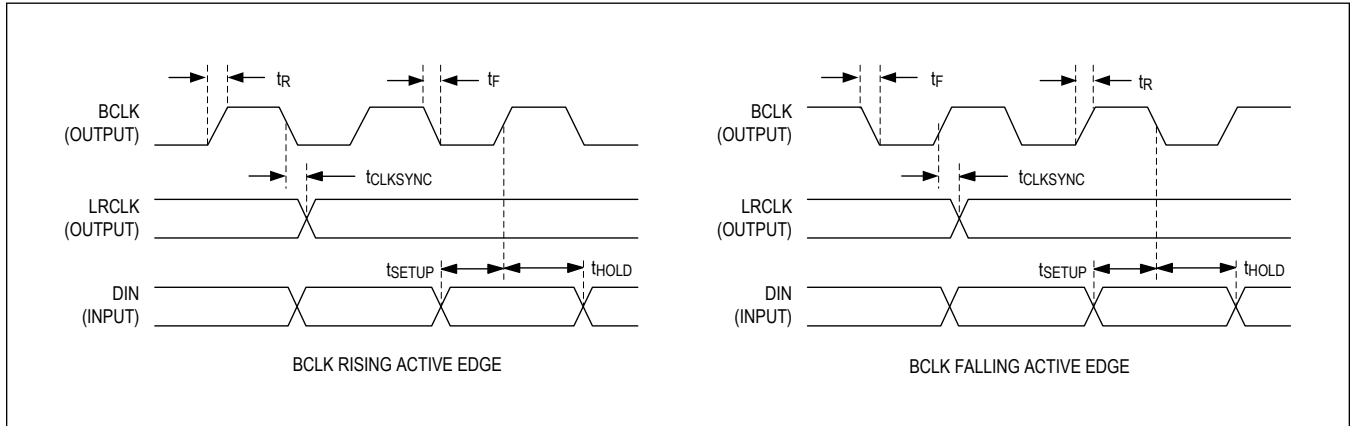 tR
tF
BCLK
(OUTPUT)
tCLKSYNC
LRCLK
(OUTPUT)
tSETUP
tHOLD
DIN
(INPUT)
BCLK RISING ACTIVE EDGE
tF
tR
BCLK
(OUTPUT)
tCLKSYNC
LRCLK
(OUTPUT)
tSETUP
tHOLD
DIN
(INPUT)
BCLK FALLING ACTIVE EDGE